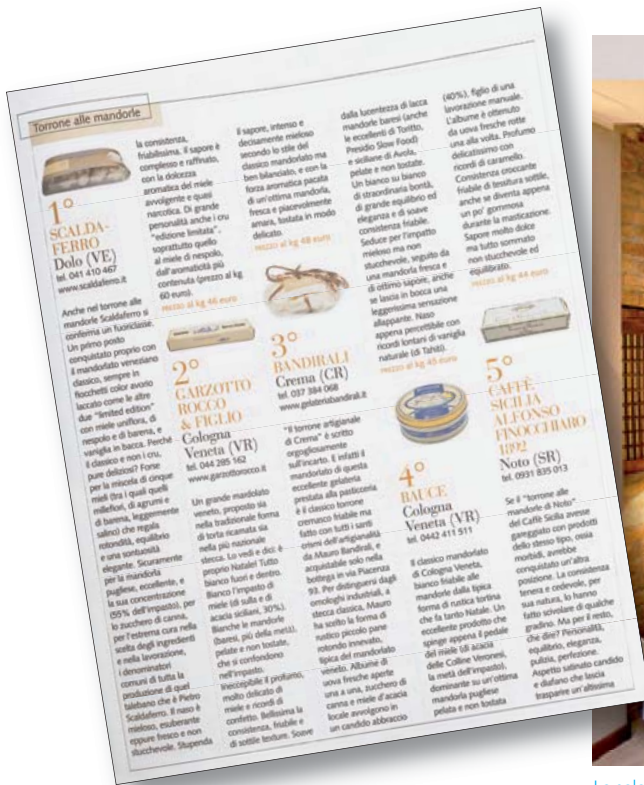 Torrone alle mandorle
1°
SCALDA-
FERRO
Dolo (VE)
tel. 041 410 467
www.scaldaferro.it
Anche nel torrone alle
mandorle Scaldaferro si
conferma un fuoriclasse.
Un primo posto
conquistato proprio con
il mandorlato veneziano
classico, sempre in
fiocchetti color avorio
laccato come le altre
due "limited edition"
con miele uniflora, di
nespolo e di barena, e
vaniglia in bacca. Perché
il classico e non i cru,
pure deliziosi? Forse
per la miscela di cinque
mieli (tra i quali quelli
millefiori, di agrumi e
di barena, leggermente
salino) che regala
rotondità, equilibrio
e una sontuosità
elegante. Sicuramente
per la mandorla
pugliese, eccellente, e
la sua concentrazione
(55% dell'impasto), per
lo zucchero di canna,
per l'estrema cura nella
scelta degli ingredienti
e nella lavorazione,
i denominatori
comuni di tutta la
produzione di quel
talebano che è Pietro
Scaldaferro. Il naso è
mieloso, esuberante
eppure fresco e non
stucchevole. Stupenda
la consistenza,
friabilissima. Il sapore è
complesso e raffinato,
con la dolcezza
aromatica del miele
avvolgente e quasi
narcotica. Di grande
personalità anche i cru
"edizione limitata",
soprattutto quello
al miele di nespolo,
dall'aromaticità più
contenuta (prezzo al kg
60 euro).
PREZZO al kg 46 euro
2°
GARZOTTO
ROCCO
& FIGLIO
Cologna
Veneta (VR)
tel. 044 285 162
www.garzottorocco.it
Un grande mardolato
veneto, proposto sia
nella tradizionale forma
di torta ricamata sia
nella più nazionale
stecca. Lo vedi e dici: è
proprio Natale! Tutto
bianco fuori e dentro.
Bianco l'impasto di
miele (di sulla e di
acacia siciliani, 30%).
Bianche le mandorle
(baresi, più della metà),
pelate e non tostate,
che si confondono
nell'impasto.
Ineccepibile il profumo,
molto delicato di
miele e ricordi di
confetto. Bellissima la
consistenza, friabile e
di sottile texture. Soave
il sapore, intenso e
decisamente mieloso
secondo lo stile del
classico mandorlato ma
ben bilanciato, e con la
forza aromatica pacata
di un'ottima mandorla,
fresca e piacevolmente
amara, tostata in modo
delicato.
PREZZO al kg 48 euro
3°
BANDIRALI
Crema (CR)
tel. 037 384 068
www.gelateriabandirali.it
"Il torrone artigianale
di Crema" è scritto
orgogliosamente
sull'incarto. E infatti il
mandorlato di questa
eccellente gelateria
prestata alla pasticceria
è il classico torrone
cremasco friabile ma
fatto con tutti i santi
crismi dell'artigianalità
da Mauro Bandirali, e
acquistabile solo nella
bottega in via Piacenza
93. Per distinguersi dagli
omologhi industriali, a
stecca classica, Mauro
ha scelto la forma di
rustico piccolo pane
rotondo innevato,
tipica del mandorlato
veneto. Albume di
uova fresche aperte
una a una, zucchero di
canna e miele d'acacia
locale avvolgono in
un candido abbraccio
dalla lucentezza di lacca
mandorle baresi (anche
le eccellenti di Toritto,
Presidio Slow Food)
e siciliane di Avola,
pelate e non tostate.
Un bianco su bianco
di straordinaria bontà,
di grande equilibrio ed
eleganza e di soave
consistenza friabile.
Seduce per l'impatto
mieloso ma non
stucchevole, seguito da
una mandorla fresca e
di ottimo sapore, anche
se lascia in bocca una
leggerissima sensazione
allappante. Naso
appena percettibile con
ricordi lontani di vaniglia
naturale (di Tahiti).
PREZZO al kg 45 euro
4°
BAUCE
Cologna
Veneta (VR)
tel. 0442 411 511
Il classico mandorlato
di Cologna Veneta,
bianco friabile alle
mandorle dalla tipica
forma di rustica tortina
che fa tanto Natale. Un
eccellente prodotto che
spinge appena il pedale
del miele (di acacia
delle Colline Veronesi,
la metà dell'impasto),
dominante su un'ottima
mandorla pugliese
pelata e non tostata
(40%), figlio di una
lavorazione manuale.
L'albume è ottenuto
da uova fresche rotte
una alla volta. Profumo
delicatissimo con
ricordi di caramello.
Consistenza croccante
friabile di tessitura sottile,
anche se diventa appena
un po' gommosa
durante la masticazione.
Sapore molto dolce
ma tutto sommato
non stucchevole ed
equilibrato.
PREZZO al kg 44 euro
5°
CAFFÈ
SICILIA
ALFONSO
FINOCCHIARO
1892
Noto (SR)
tel. 0931 835 013
Se il "torrone alle
mandorle di Noto"
del Caffè Sicilia avesse
gareggiato con prodotti
dello stesso tipo, ossia
morbidi, avrebbe
conquistato un'altra
posizione. La consistenza
tenera e cedevole, per
sua natura, lo hanno
fatto scivolare di qualche
gradino. Ma per il resto,
che dire? Personalità,
equilibrio, eleganza,
pulizia, perfezione.
Aspetto satinato candido
e diafano che lascia
trasparire un'altissima